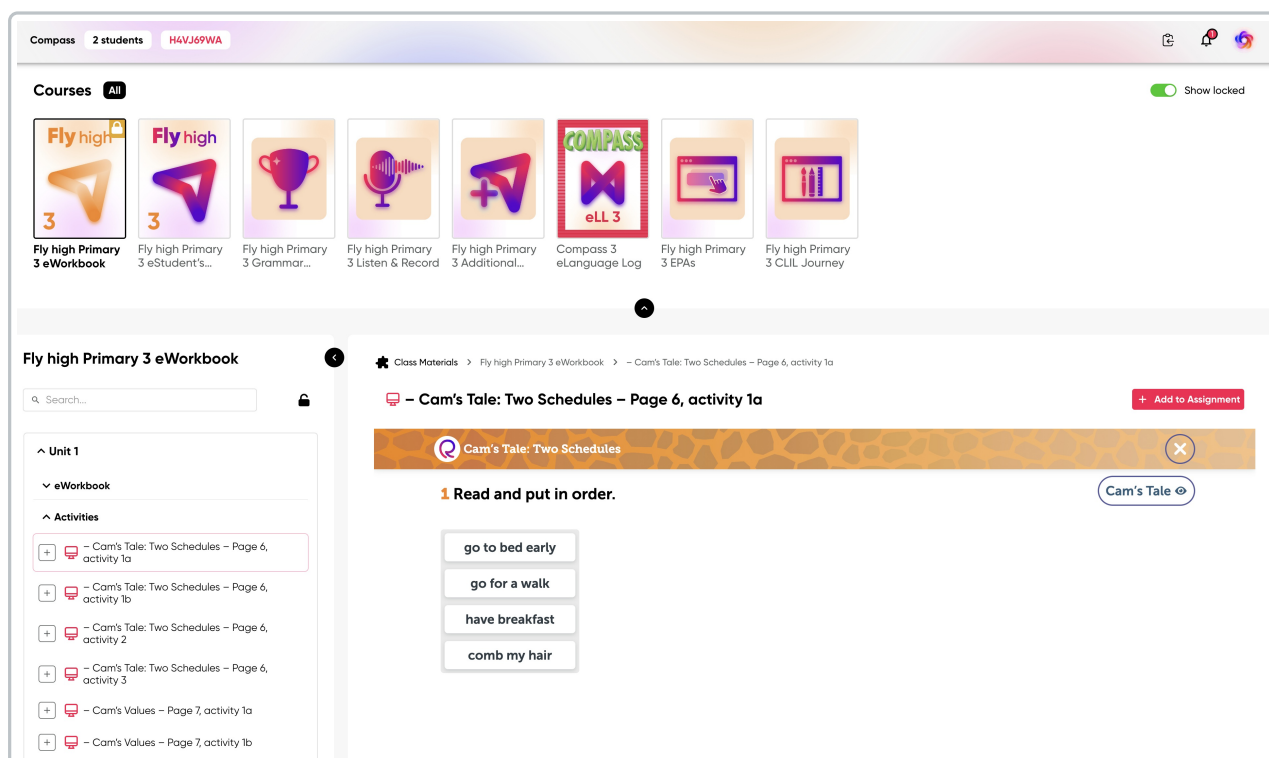 Compass 2 students H4VJ69WA
Courses All
Show locked
Fly high
3
Fly high
3
COMPASS
eLL 3
Fly high Primary
3 eWorkbook
Fly high Primary
3 eStudent's...
Fly high Primary
3 Grammar...
Fly high Primary
3 Listen & Record
Fly high Primary
3 Additional...
Compass 3
eLanguage Log
Fly high Primary
3 EPAs
Fly high Primary
3 CLIL Journey
Fly high Primary 3 eWorkbook
Search...
Unit 1
eWorkbook
Activities
– Cam's Tale: Two Schedules – Page 6,
activity 1a
– Cam's Tale: Two Schedules – Page 6,
activity 1b
– Cam's Tale: Two Schedules – Page 6,
activity 2
– Cam's Tale: Two Schedules – Page 6,
activity 3
– Cam's Values – Page 7, activity 1a
– Cam's Values – Page 7, activity 1b
Class Materials > Fly high Primary 3 eWorkbook > – Cam's Tale: Two Schedules – Page 6, activity 1a
– Cam's Tale: Two Schedules – Page 6, activity 1a
+ Add to Assignment
Cam's Tale: Two Schedules
1 Read and put in order.
Cam's Tale
go to bed early
go for a walk
have breakfast
comb my hair